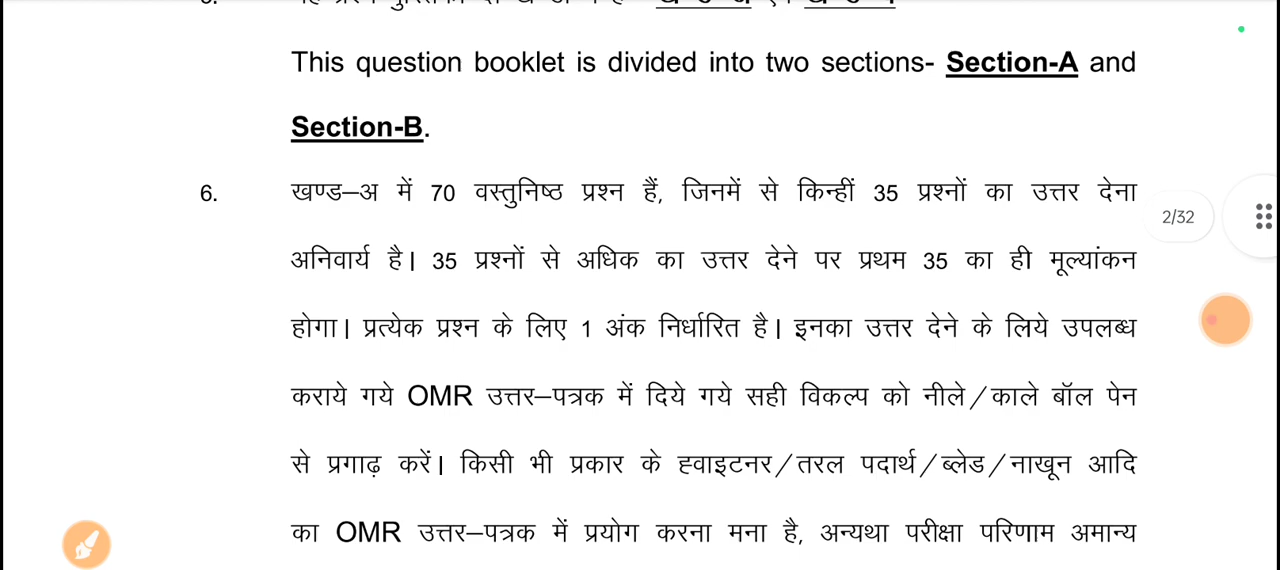 This question booklet is divided into two sections- Section-A and
Section-B.
6. खण्ड–अ में 70 वस्तुनिष्ठ प्रश्न हैं, जिनमें से किन्हीं 35 प्रश्नों का उत्तर देना
2/32
अनिवार्य है। 35 प्रश्नों से अधिक का उत्तर देने पर प्रथम 35 का ही मूल्यांकन
होगा। प्रत्येक प्रश्न के लिए 1 अंक निर्धारित है। इनका उत्तर देने के लिये उपलब्ध
कराये गये OMR उत्तर–पत्रक में दिये गये सही विकल्प को नीले/काले बॉल पेन
से प्रगाढ़ करें। किसी भी प्रकार के ह्वाइटनर/तरल पदार्थ/ब्लेड/नाखून आदि
का OMR उत्तर–पत्रक में प्रयोग करना मना है, अन्यथा परीक्षा परिणाम अमान्य